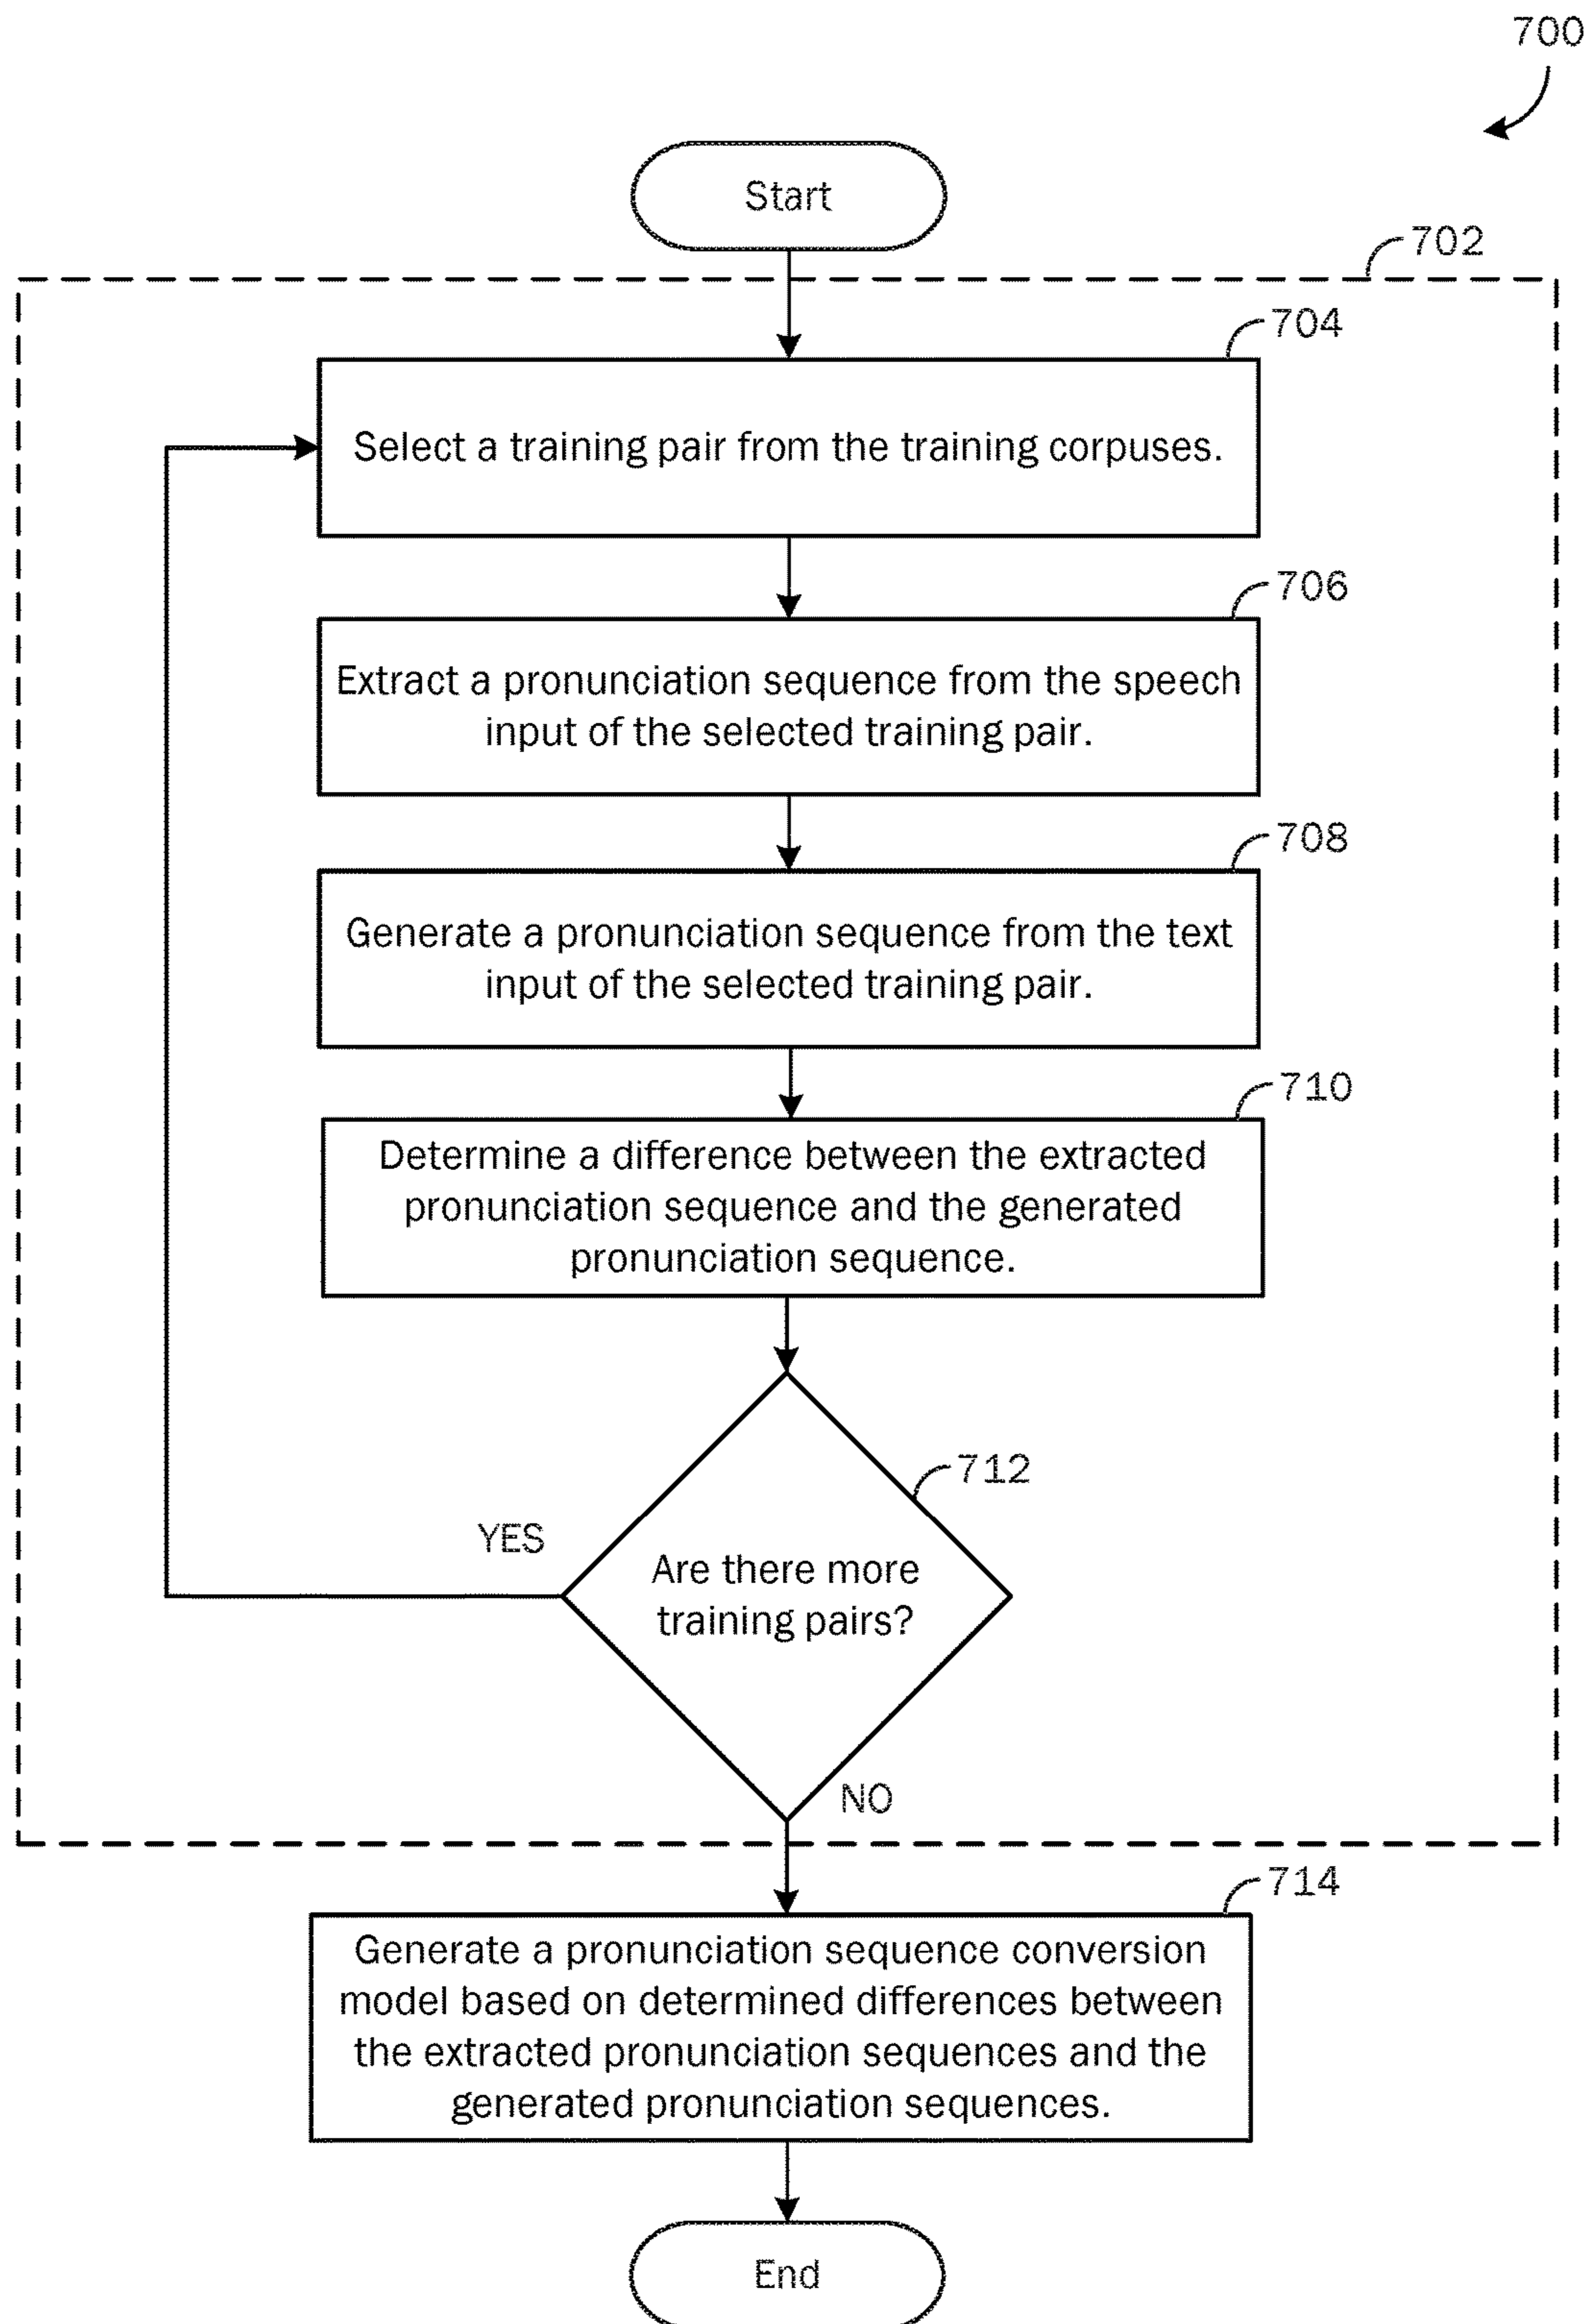 700
Start
702
704
Select a training pair from the training corpuses.
706
Extract a pronunciation sequence from the speech
input of the selected training pair.
708
Generate a pronunciation sequence from the text
input of the selected training pair.
710
Determine a difference between the extracted
pronunciation sequence and the generated
pronunciation sequence.
712
YES
Are there more
training pairs?
NO
714
Generate a pronunciation sequence conversion
model based on determined differences between
the extracted pronunciation sequences and the
generated pronunciation sequences.
End